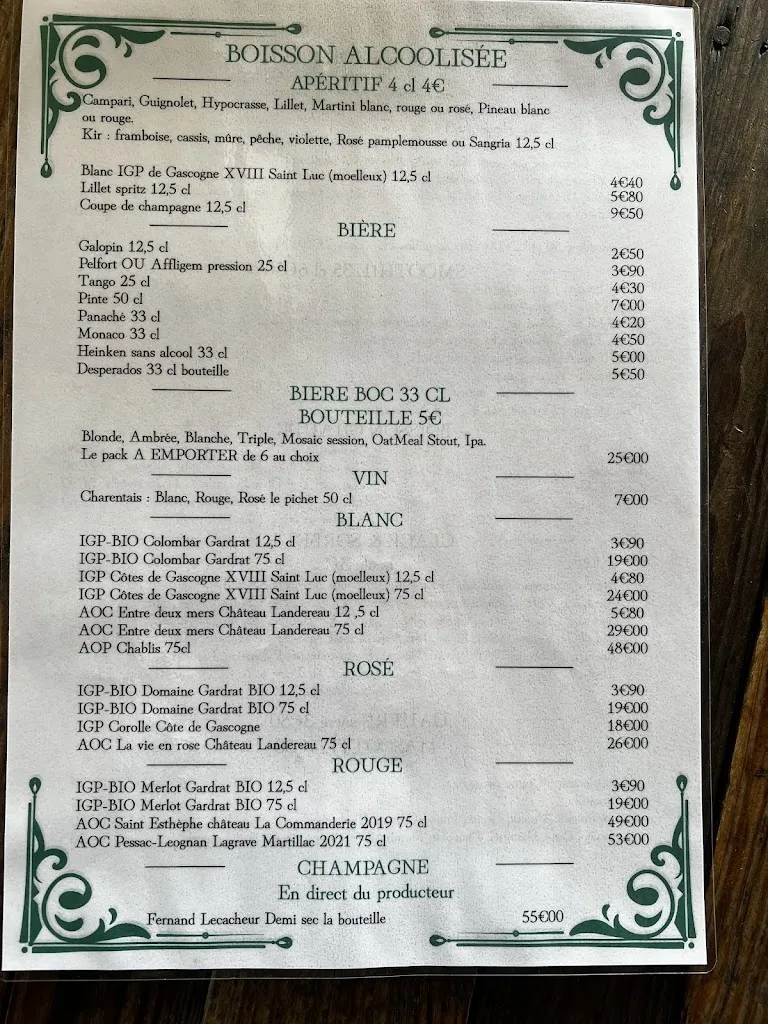 BOISSON ALCOOLISÉE
APÉRITIF 4 cl 4€
Campari, Guignolet, Hypocrasse, Lillet, Martini blanc, rouge ou rosé, Pineau blanc
ou rouge.
Kir : framboise, cassis, mûre, pêche, violette, Rosé pamplemousse ou Sangria 12,5 cl
Blanc IGP de Gascogne XVIII Saint Luc (moelleux) 12,5 cl 4€40
Lillet spritz 12,5 cl 5€80
Coupe de champagne 12,5 cl 9€50
BIÈRE
Galopin 12,5 cl 2€50
Pelfort OU Affligem pression 25 cl 3€90
Tango 25 cl 4€30
Pinte 50 cl 7€00
Panaché 33 cl 4€20
Monaco 33 cl 4€50
Heinken sans alcool 33 cl 5€00
Desperados 33 cl bouteille 5€50
BIERE BOC 33 CL
BOUTEILLE 5€
Blonde, Ambrée, Blanche, Triple, Mosaic session, OatMeal Stout, Ipa.
Le pack A EMPORTER de 6 au choix 25€00
VIN
Charentais : Blanc, Rouge, Rosé le pichet 50 cl 7€00
BLANC
IGP-BIO Colombar Gardrat 12,5 cl 3€90
IGP-BIO Colombar Gardrat 75 cl 19€00
IGP Côtes de Gascogne XVIII Saint Luc (moelleux) 12,5 cl 4€80
IGP Côtes de Gascogne XVIII Saint Luc (moelleux) 75 cl 24€00
AOC Entre deux mers Château Landereau 12 ,5 cl 5€80
AOC Entre deux mers Château Landereau 75 cl 29€00
AOP Chablis 75cl 48€00
ROSÉ
IGP-BIO Domaine Gardrat BIO 12,5 cl 3€90
IGP-BIO Domaine Gardrat BIO 75 cl 19€00
IGP Corolle Côte de Gascogne 18€00
AOC La vie en rose Château Landereau 75 cl 26€00
ROUGE
IGP-BIO Merlot Gardrat BIO 12,5 cl 3€90
IGP-BIO Merlot Gardrat BIO 75 cl 19€00
AOC Saint Esthèphe château La Commanderie 2019 75 cl 49€00
AOC Pessac-Leognan Lagrave Martillac 2021 75 cl 53€00
CHAMPAGNE
En direct du producteur
Fernand Lecacheur Demi sec la bouteille 55€00